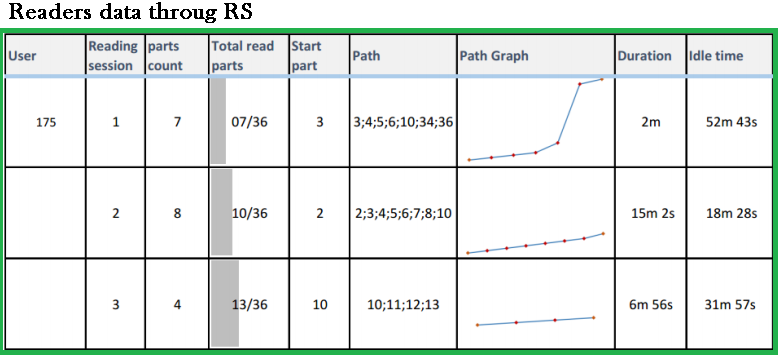 Readers data throug RS
User Reading session parts count Total read parts Start part Path Path Graph Duration Idle time
175 1 7 07/36 3 3;4;5;6;10;34;36 2m 52m 43s
2 8 10/36 2 2;3;4;5;6;7;8;10 15m 2s 18m 28s
3 4 13/36 10 10;11;12;13 6m 56s 31m 57s